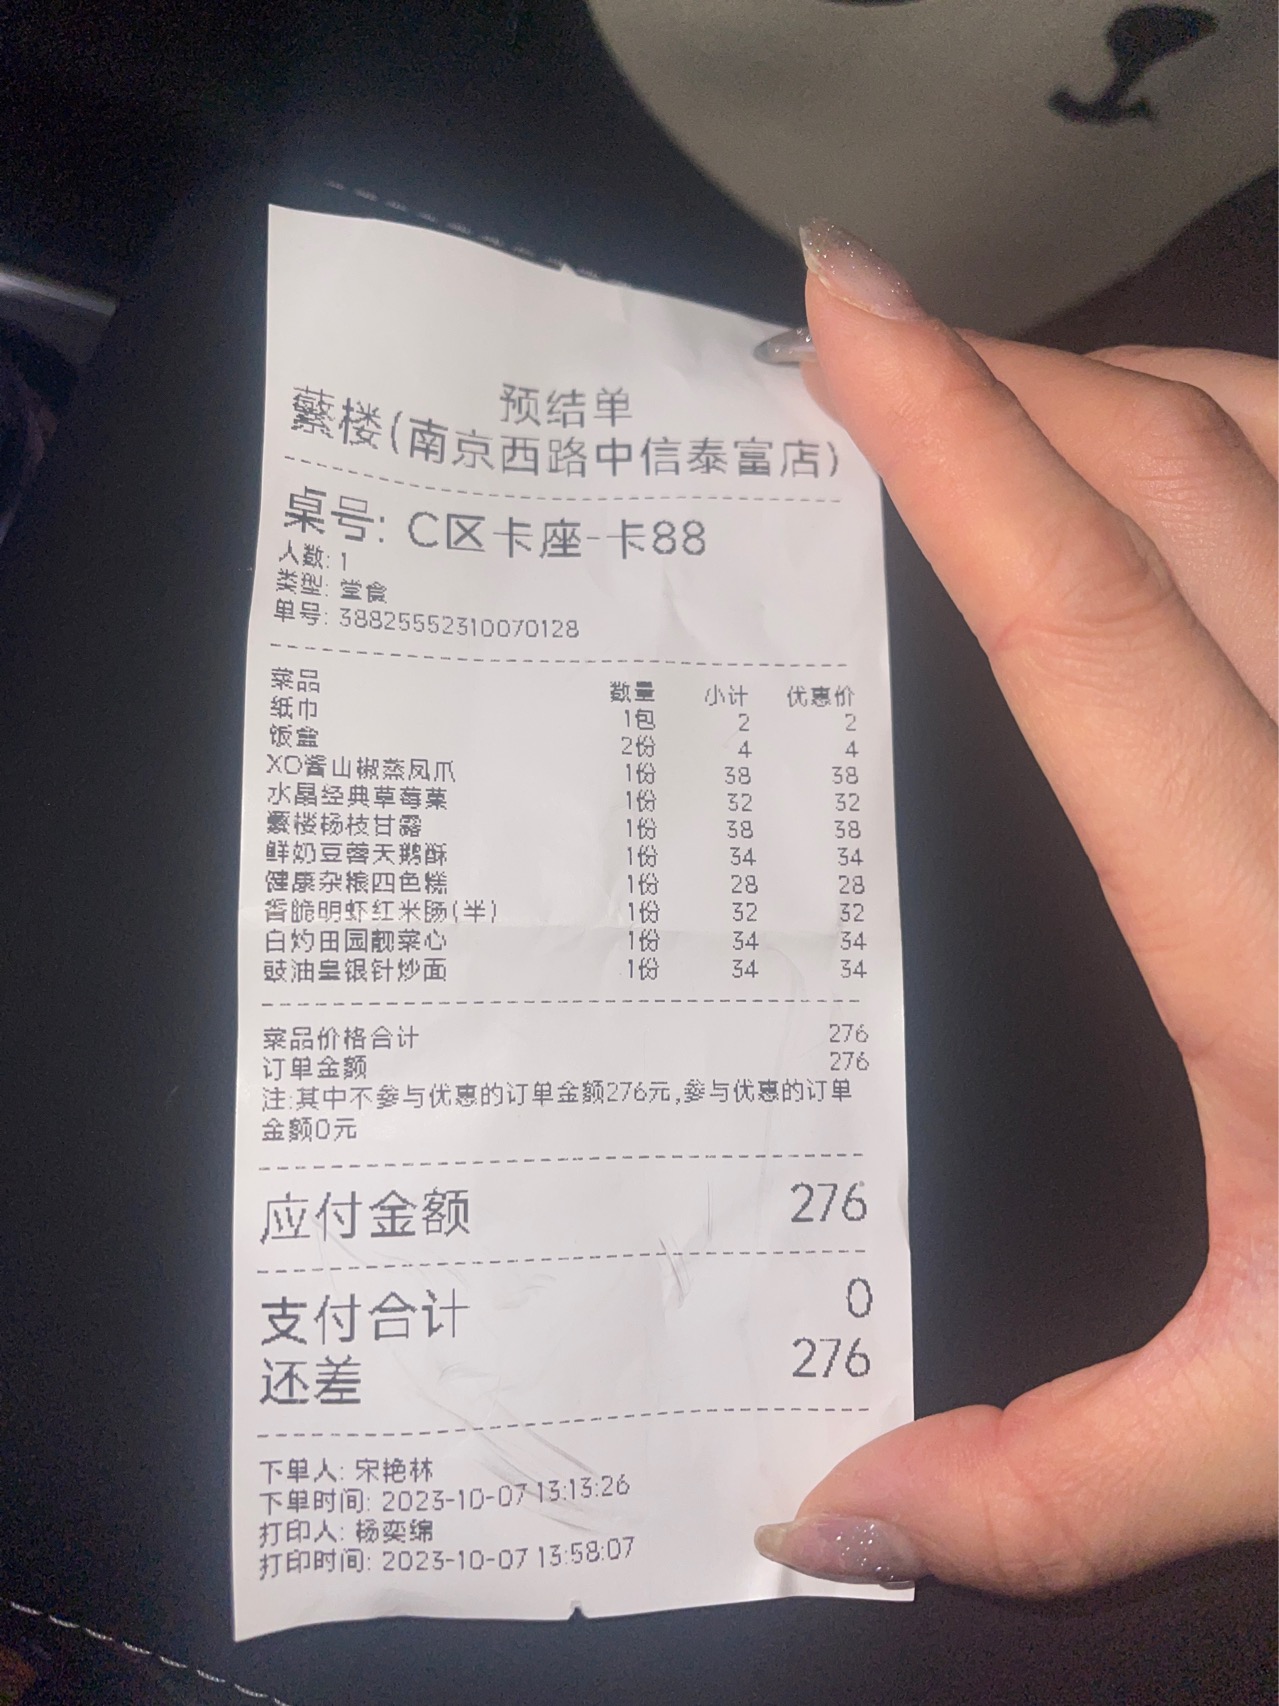 预结单
蘩楼(南京西路中信泰富店)
桌号: C区卡座-卡88
人数: 1
类型: 堂食
单号: 38825552310070128
菜品 数量 小计 优惠价
纸巾 1包 2 2
饭盒 2份 4 4
XO酱山椒蒸凤爪 1份 38 38
水晶经典草莓菓 1份 32 32
蘩楼杨枝甘露 1份 38 38
鲜奶豆蓉天鹅酥 1份 34 34
健康杂粮四色糕 1份 28 28
香脆明虾红米肠(半) 1份 32 32
白灼田园靓菜心 1份 34 34
豉油皇银针炒面 1份 34 34
菜品价格合计 276
订单金额 276
注:其中不参与优惠的订单金额276元,参与优惠的订单
金额0元
应付金额 276
支付合计 0
还差 276
下单人: 宋艳林
下单时间: 2023-10-07 13:13:26
打印人: 杨奕绵
打印时间: 2023-10-07 13:58:07